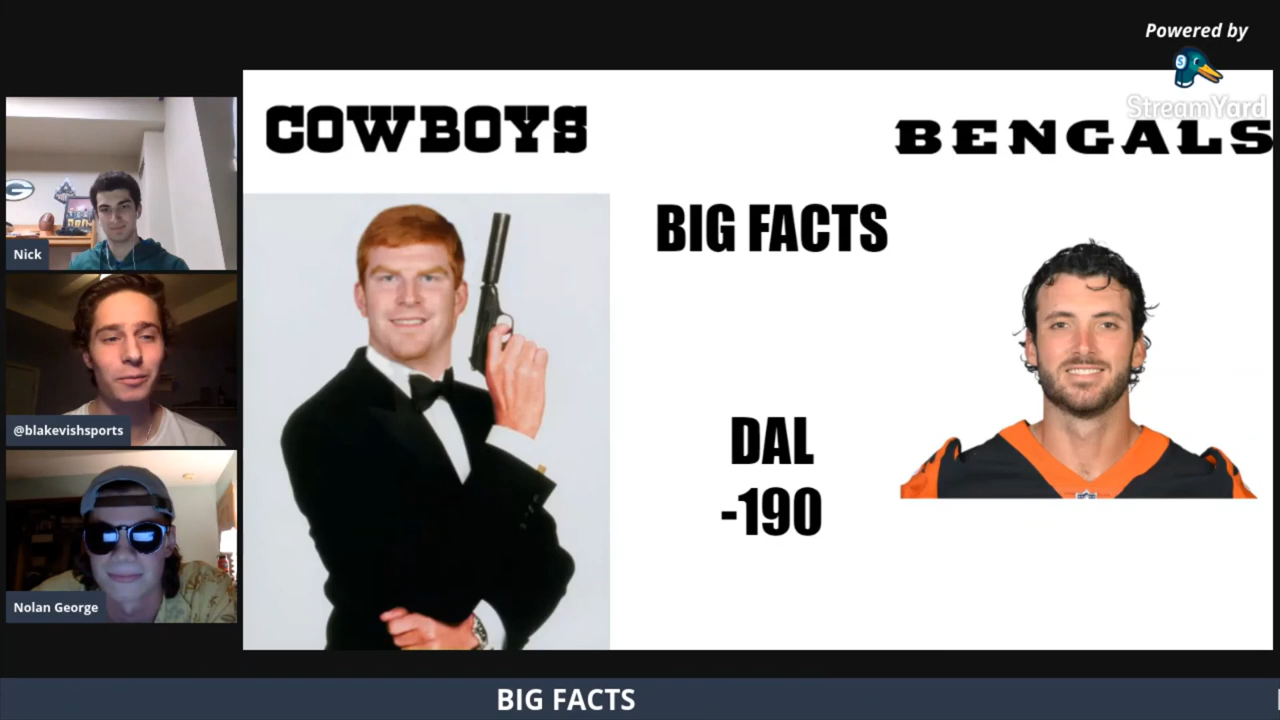 Powered by
StreamYard
COWBOYS
BENGALS
BIG FACTS
DAL
-190
Nick
@blakevishsports
Nolan George
BIG FACTS